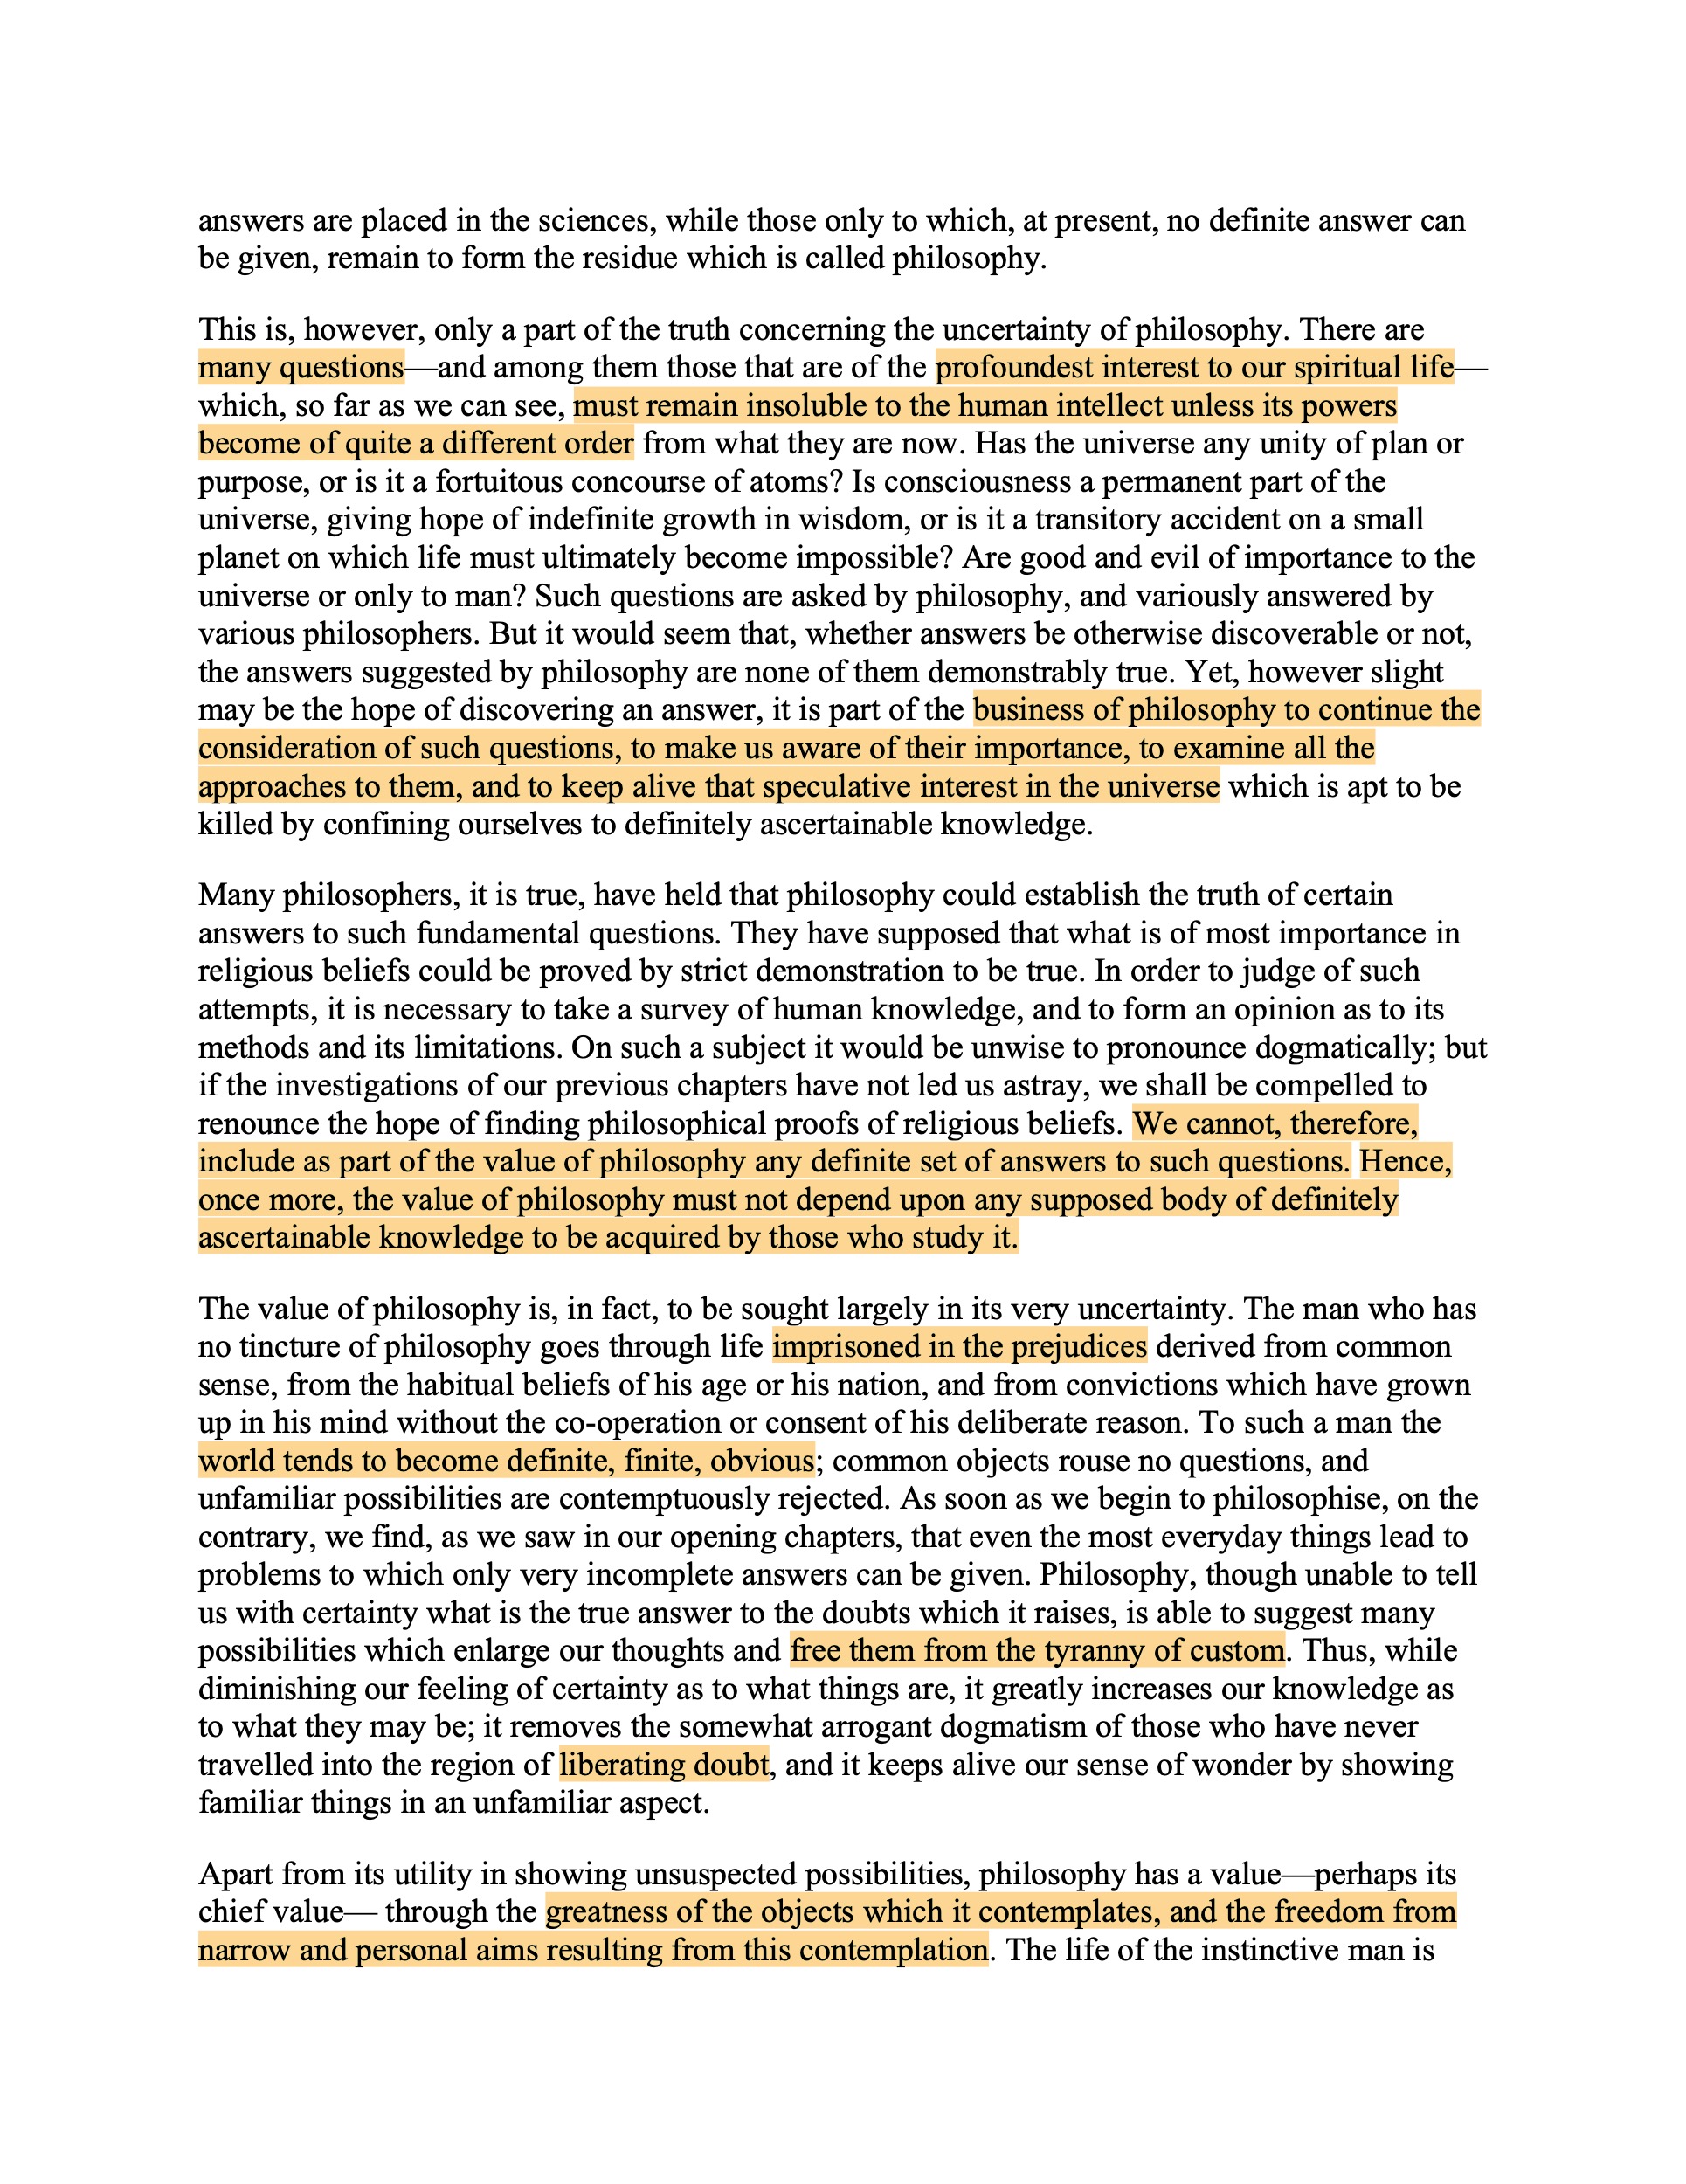 answers are placed in the sciences, while those only to which, at present, no definite answer can
be given, remain to form the residue which is called philosophy.
This is, however, only a part of the truth concerning the uncertainty of philosophy. There are
many questions—and among them those that are of the profoundest interest to our spiritual life—
which, so far as we can see, must remain insoluble to the human intellect unless its powers
become of quite a different order from what they are now. Has the universe any unity of plan or
purpose, or is it a fortuitous concourse of atoms? Is consciousness a permanent part of the
universe, giving hope of indefinite growth in wisdom, or is it a transitory accident on a small
planet on which life must ultimately become impossible? Are good and evil of importance to the
universe or only to man? Such questions are asked by philosophy, and variously answered by
various philosophers. But it would seem that, whether answers be otherwise discoverable or not,
the answers suggested by philosophy are none of them demonstrably true. Yet, however slight
may be the hope of discovering an answer, it is part of the business of philosophy to continue the
consideration of such questions, to make us aware of their importance, to examine all the
approaches to them, and to keep alive that speculative interest in the universe which is apt to be
killed by confining ourselves to definitely ascertainable knowledge.
Many philosophers, it is true, have held that philosophy could establish the truth of certain
answers to such fundamental questions. They have supposed that what is of most importance in
religious beliefs could be proved by strict demonstration to be true. In order to judge of such
attempts, it is necessary to take a survey of human knowledge, and to form an opinion as to its
methods and its limitations. On such a subject it would be unwise to pronounce dogmatically; but
if the investigations of our previous chapters have not led us astray, we shall be compelled to
renounce the hope of finding philosophical proofs of religious beliefs. We cannot, therefore,
include as part of the value of philosophy any definite set of answers to such questions. Hence,
once more, the value of philosophy must not depend upon any supposed body of definitely
ascertainable knowledge to be acquired by those who study it.
The value of philosophy is, in fact, to be sought largely in its very uncertainty. The man who has
no tincture of philosophy goes through life imprisoned in the prejudices derived from common
sense, from the habitual beliefs of his age or his nation, and from convictions which have grown
up in his mind without the co-operation or consent of his deliberate reason. To such a man the
world tends to become definite, finite, obvious; common objects rouse no questions, and
unfamiliar possibilities are contemptuously rejected. As soon as we begin to philosophise, on the
contrary, we find, as we saw in our opening chapters, that even the most everyday things lead to
problems to which only very incomplete answers can be given. Philosophy, though unable to tell
us with certainty what is the true answer to the doubts which it raises, is able to suggest many
possibilities which enlarge our thoughts and free them from the tyranny of custom. Thus, while
diminishing our feeling of certainty as to what things are, it greatly increases our knowledge as
to what they may be; it removes the somewhat arrogant dogmatism of those who have never
travelled into the region of liberating doubt, and it keeps alive our sense of wonder by showing
familiar things in an unfamiliar aspect.
Apart from its utility in showing unsuspected possibilities, philosophy has a value—perhaps its
chief value— through the greatness of the objects which it contemplates, and the freedom from
narrow and personal aims resulting from this contemplation. The life of the instinctive man is